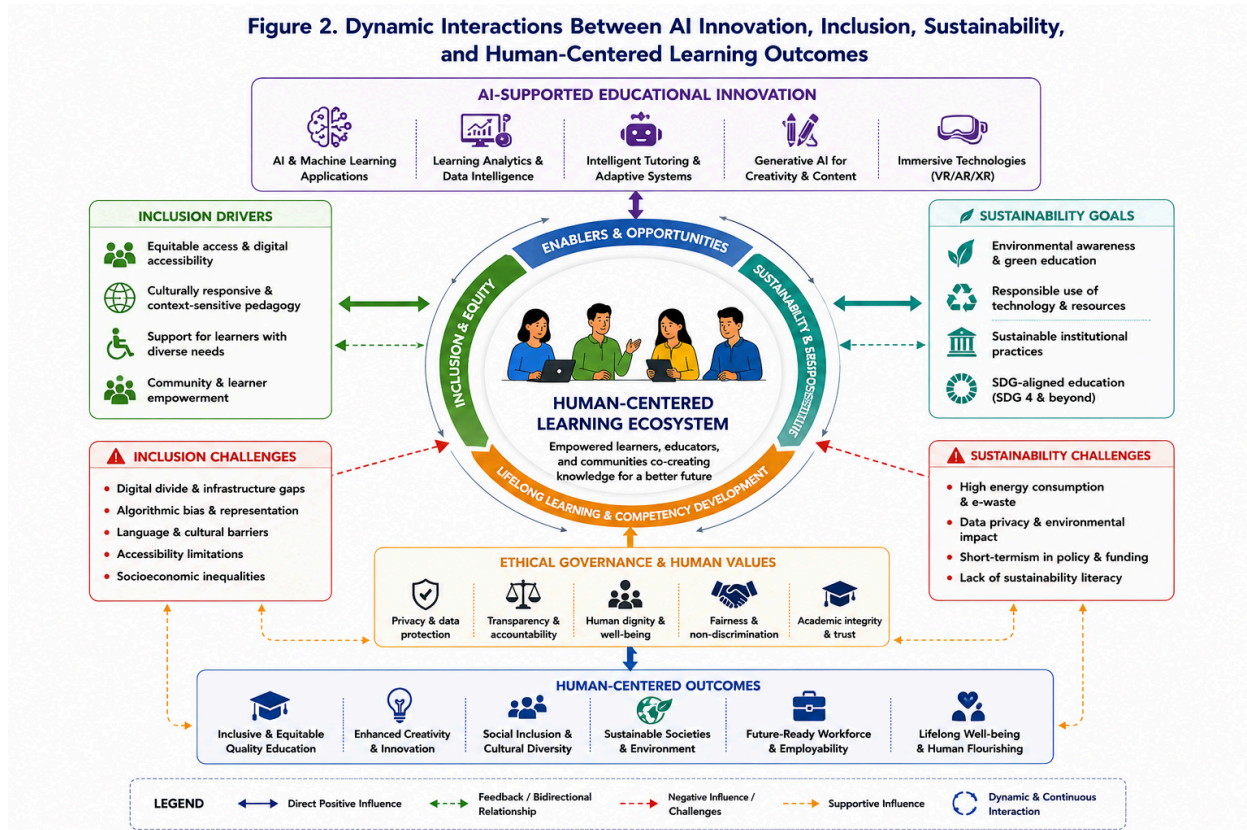 Figure 2. Dynamic Interactions Between AI Innovation, Inclusion, Sustainability,
and Human-Centered Learning Outcomes
AI-SUPPORTED EDUCATIONAL INNOVATION
AI & Machine Learning
Applications
Learning Analytics &
Data Intelligence
Intelligent Tutoring &
Adaptive Systems
Generative AI for
Creativity & Content
Immersive Technologies
(VR/AR/XR)
INCLUSION DRIVERS
Equitable access & digital
accessibility
Culturally responsive &
context-sensitive pedagogy
Support for learners with
diverse needs
Community & learner
empowerment
ENABLERS & OPPORTUNITIES
INCLUSION & EQUITY
SUSTAINABILITY &
LIFELONG LEARNING & COMPETENCY DEVELOPMENT
HUMAN-CENTERED
LEARNING ECOSYSTEM
Empowered learners, educators,
and communities co-creating
knowledge for a better future
SUSTAINABILITY GOALS
Environmental awareness
& green education
Responsible use of
technology & resources
Sustainable institutional
practices
SDG-aligned education
(SDG 4 & beyond)
INCLUSION CHALLENGES
• Digital divide & infrastructure gaps
• Algorithmic bias & representation
• Language & cultural barriers
• Accessibility limitations
• Socioeconomic inequalities
SUSTAINABILITY CHALLENGES
• High energy consumption
& e-waste
• Data privacy & environmental
impact
• Short-termism in policy & funding
• Lack of sustainability literacy
ETHICAL GOVERNANCE & HUMAN VALUES
Privacy & data
protection
Transparency &
accountability
Human dignity &
well-being
Fairness &
non-discrimination
Academic integrity
& trust
HUMAN-CENTERED OUTCOMES
Inclusive & Equitable
Quality Education
Enhanced Creativity
& Innovation
Social Inclusion &
Cultural Diversity
Sustainable Societies
& Environment
Future-Ready Workforce
& Employability
Lifelong Well-being
& Human Flourishing
LEGEND
Direct Positive Influence
Feedback / Bidirectional
Relationship
Negative Influence /
Challenges
Supportive Influence
Dynamic & Continuous
Interaction